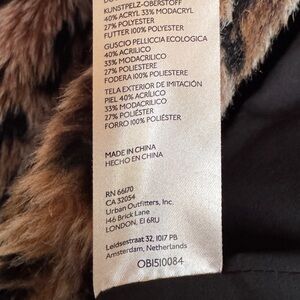 KUNSTPELZ-OBERSTOFF
40% ACRYL 33% MODACRYL
27% POLYESTER
FUTTER 100% POLYESTER
GUSCIO PELLICCIA ECOLOGICA
40% ACRILICO
33% MODACRILICO
27% POLIESTERE
FODERA 100% POLIESTERE
TELA EXTERIOR DE IMITACIÓN
PIEL 40% ACRÍLICO
33% MODACRÍLICO
27% POLIÉSTER
FORRO 100% POLIÉSTER
MADE IN CHINA
HECHO EN CHINA
RN 66170
CA 32054
Urban Outfitters, Inc.
146 Brick Lane
LONDON, E1 6RU
Leidsestraat 32, 1017 PB
Amsterdam, Netherlands
OB1510084